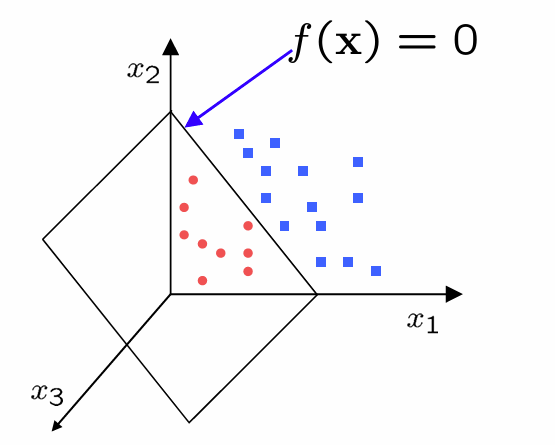 f(x) = 0
x2
x1
x3